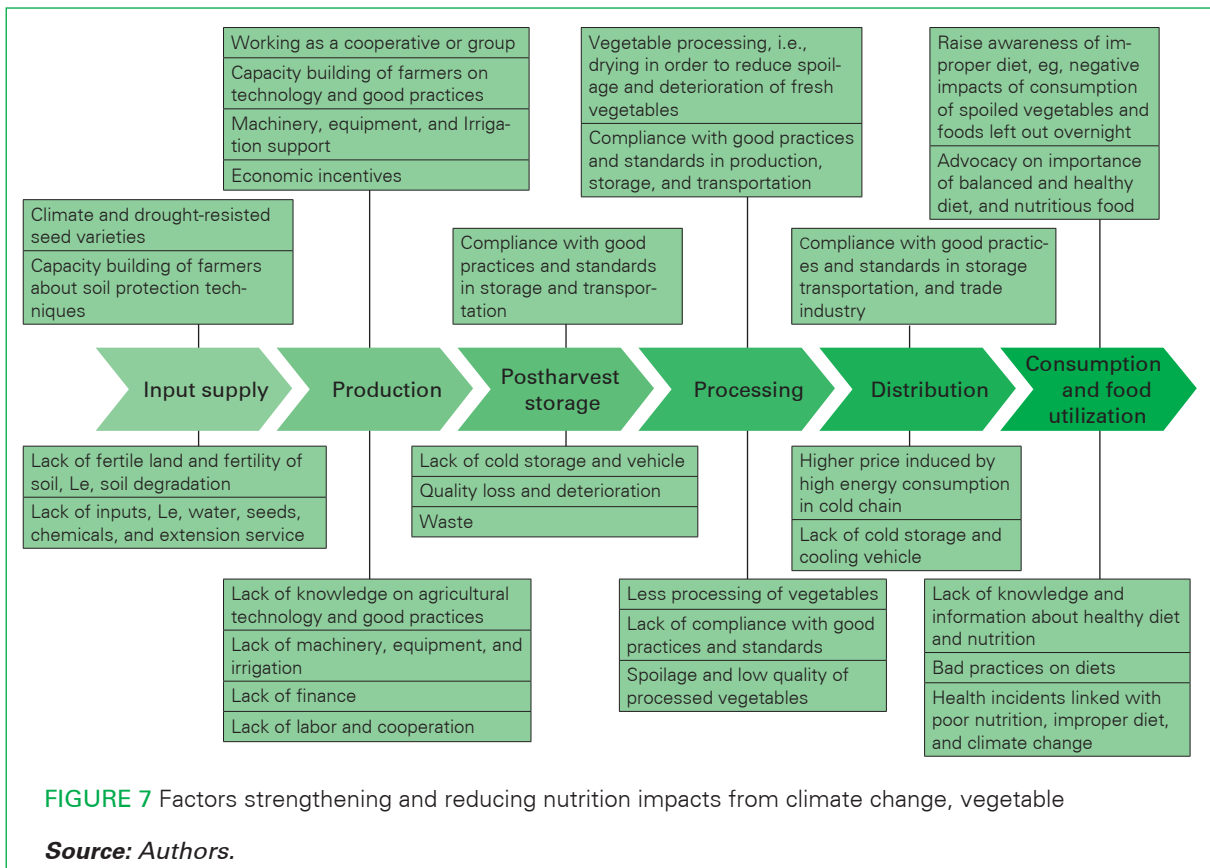 Working as a cooperative or group
Capacity building of farmers on
technology and good practices
Machinery, equipment, and Irriga-
tion support
Economic incentives
Vegetable processing, i.e.,
drying in order to reduce spoil-
age and deterioration of fresh
vegetables
Compliance with good practices
and standards in production,
storage, and transportation
Raise awareness of im-
proper diet, eg, negative
impacts of consumption
of spoiled vegetables and
foods left out overnight
Advocacy on importance
of balanced and healthy
diet, and nutritious food
Climate and drought-resisted
seed varieties
Capacity building of farmers
about soil protection tech-
niques
Compliance with good
practices and standards
in storage and transpor-
tation
Compliance with good practic-
es and standards in storage
transportation, and trade
industry
Input supply
Production
Postharvest
storage
Processing
Distribution
Consumption
and food
utilization
Lack of fertile land and fertility of
soil, Le, soil degradation
Lack of inputs, Le, water, seeds,
chemicals, and extension service
Lack of cold storage and vehicle
Quality loss and deterioration
Waste
Higher price induced by
high energy consumption
in cold chain
Lack of cold storage and
cooling vehicle
Lack of knowledge on agricultural
technology and good practices
Lack of machinery, equipment, and
irrigation
Lack of finance
Lack of labor and cooperation
Less processing of vegetables
Lack of compliance with good
practices and standards
Spoilage and low quality of
processed vegetables
Lack of knowledge and
information about healthy diet
and nutrition
Bad practices on diets
Health incidents linked with
poor nutrition, improper diet,
and climate change
FIGURE 7 Factors strengthening and reducing nutrition impacts from climate change, vegetable
Source: Authors.